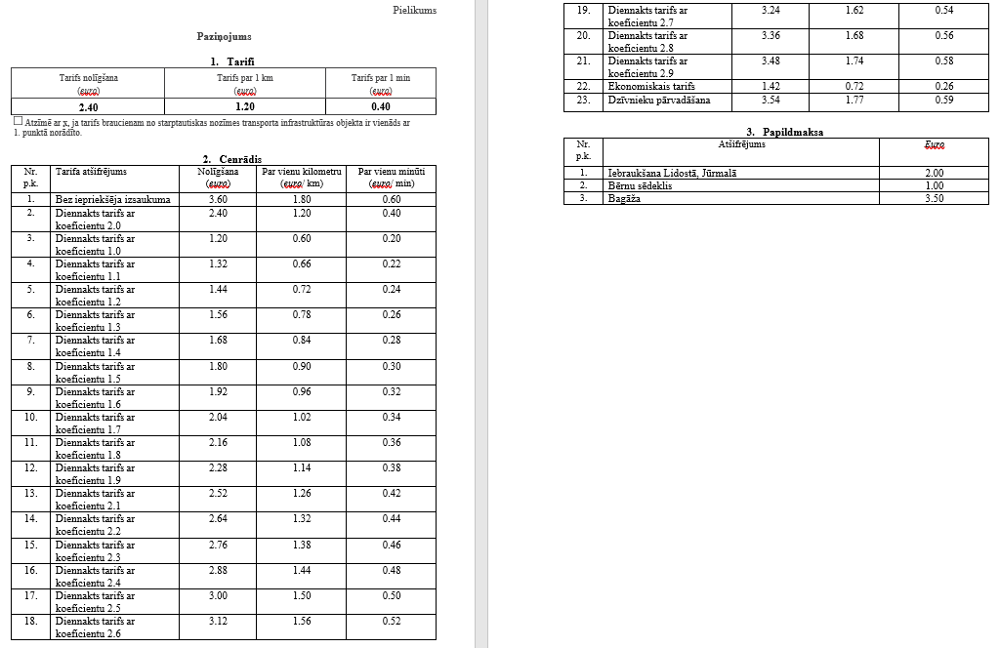 Pielikums
Paziņojums
1. Tarifi
Tarifs nolīgšana Tarifs par 1 km Tarifs par 1 min
(euro) (euro) (euro)
2.40 1.20 0.40
☐ Atzīmē ar x, ja tarifs braucienam no starptautiskas nozīmes transporta infrastruktūras objekta ir vienāds ar
1. punktā norādīto.
2. Cenrādis
Nr. Tarifa atšifrējums Nolīgšana Par vienu kilometru Par vienu minūti
p.k. (euro) (euro/ km) (euro/ min)
1. Bez iepriekšēja izsaukuma 3.60 1.80 0.60
2. Diennakts tarifs ar 2.40 1.20 0.40
koeficientu 2.0
3. Diennakts tarifs ar 1.20 0.60 0.20
koeficientu 1.0
4. Diennakts tarifs ar 1.32 0.66 0.22
koeficientu 1.1
5. Diennakts tarifs ar 1.44 0.72 0.24
koeficientu 1.2
6. Diennakts tarifs ar 1.56 0.78 0.26
koeficientu 1.3
7. Diennakts tarifs ar 1.68 0.84 0.28
koeficientu 1.4
8. Diennakts tarifs ar 1.80 0.90 0.30
koeficientu 1.5
9. Diennakts tarifs ar 1.92 0.96 0.32
koeficientu 1.6
10. Diennakts tarifs ar 2.04 1.02 0.34
koeficientu 1.7
11. Diennakts tarifs ar 2.16 1.08 0.36
koeficientu 1.8
12. Diennakts tarifs ar 2.28 1.14 0.38
koeficientu 1.9
13. Diennakts tarifs ar 2.52 1.26 0.42
koeficientu 2.1
14. Diennakts tarifs ar 2.64 1.32 0.44
koeficientu 2.2
15. Diennakts tarifs ar 2.76 1.38 0.46
koeficientu 2.3
16. Diennakts tarifs ar 2.88 1.44 0.48
koeficientu 2.4
17. Diennakts tarifs ar 3.00 1.50 0.50
koeficientu 2.5
18. Diennakts tarifs ar 3.12 1.56 0.52
koeficientu 2.6
19. Diennakts tarifs ar 3.24 1.62 0.54
koeficientu 2.7
20. Diennakts tarifs ar 3.36 1.68 0.56
koeficientu 2.8
21. Diennakts tarifs ar 3.48 1.74 0.58
koeficientu 2.9
22. Ekonomiskais tarifs 1.42 0.72 0.26
23. Dzīvnieku pārvadāšana 3.54 1.77 0.59
3. Papildmaksa
Nr. Atšifrējums Euro
p.k.
1. Iebraukšana Lidostā, Jūrmalā 2.00
2. Bērnu sēdeklis 1.00
3. Bagāža 3.50